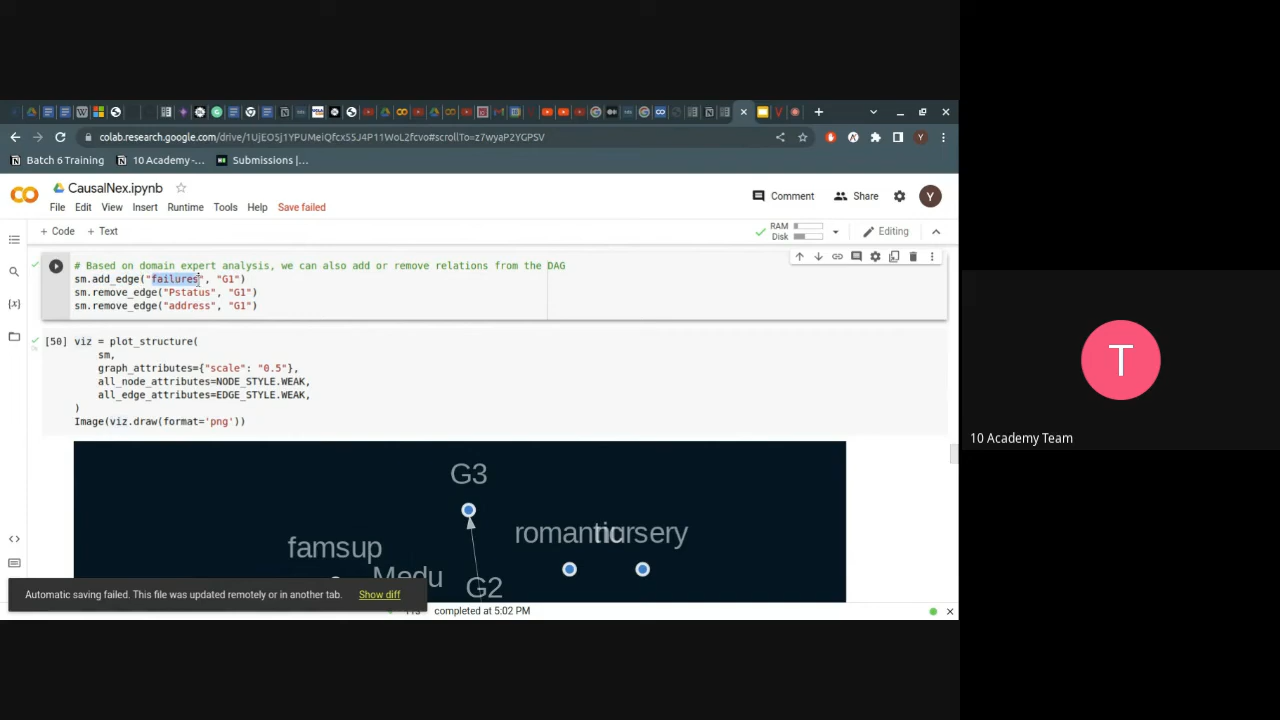 colab.research.google.com/drive/1UjEOSj1YPUMeiQfcx55J4P11WoL2fcvo#scrollTo=z7wyaP2YGPSV
Batch 6 Training
10 Academy -...
Submissions |...
CausalNex.ipynb
Comment
Share
Y
File Edit View Insert Runtime Tools Help Save failed
+ Code + Text
RAM
Disk
Editing
# Based on domain expert analysis, we can also add or remove relations from the DAG
sm.add_edge("failures", "G1")
sm.remove_edge("Pstatus", "G1")
sm.remove_edge("address", "G1")
[50] viz = plot_structure(
sm,
graph_attributes={"scale": "0.5"},
all_node_attributes=NODE_STYLE.WEAK,
all_edge_attributes=EDGE_STYLE.WEAK,
)
Image(viz.draw(format='png'))
G3
romantic
nursery
famsup
Medu
G2
Automatic saving failed. This file was updated remotely or in another tab. Show diff
completed at 5:02 PM
T
10 Academy Team